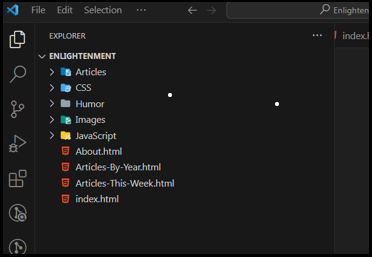 File Edit Selection ... Enlighten
EXPLORER ...
index.h
ENLIGHTENMENT
Articles
CSS
Humor
Images
JavaScript
About.html
Articles-By-Year.html
Articles-This-Week.html
index.html